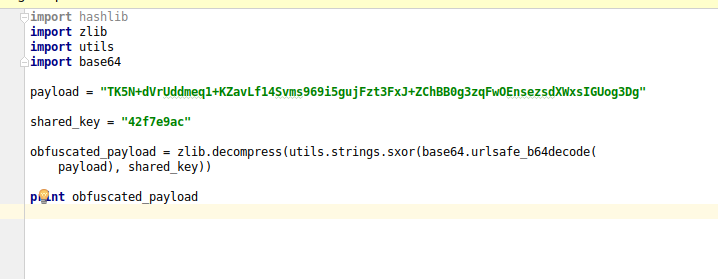 import hashlib
import zlib
import utils
import base64
payload = "TK5N+dVrUddmeq1+KZavLf14Svms969i5gujFzt3FxJ+ZChBB0g3zqFwOEnsezsdXWxsIGUog3Dg"
shared_key = "42f7e9ac"
obfuscated_payload = zlib.decompress(utils.strings.sxor(base64.urlsafe_b64decode(
payload), shared_key))
print obfuscated_payload